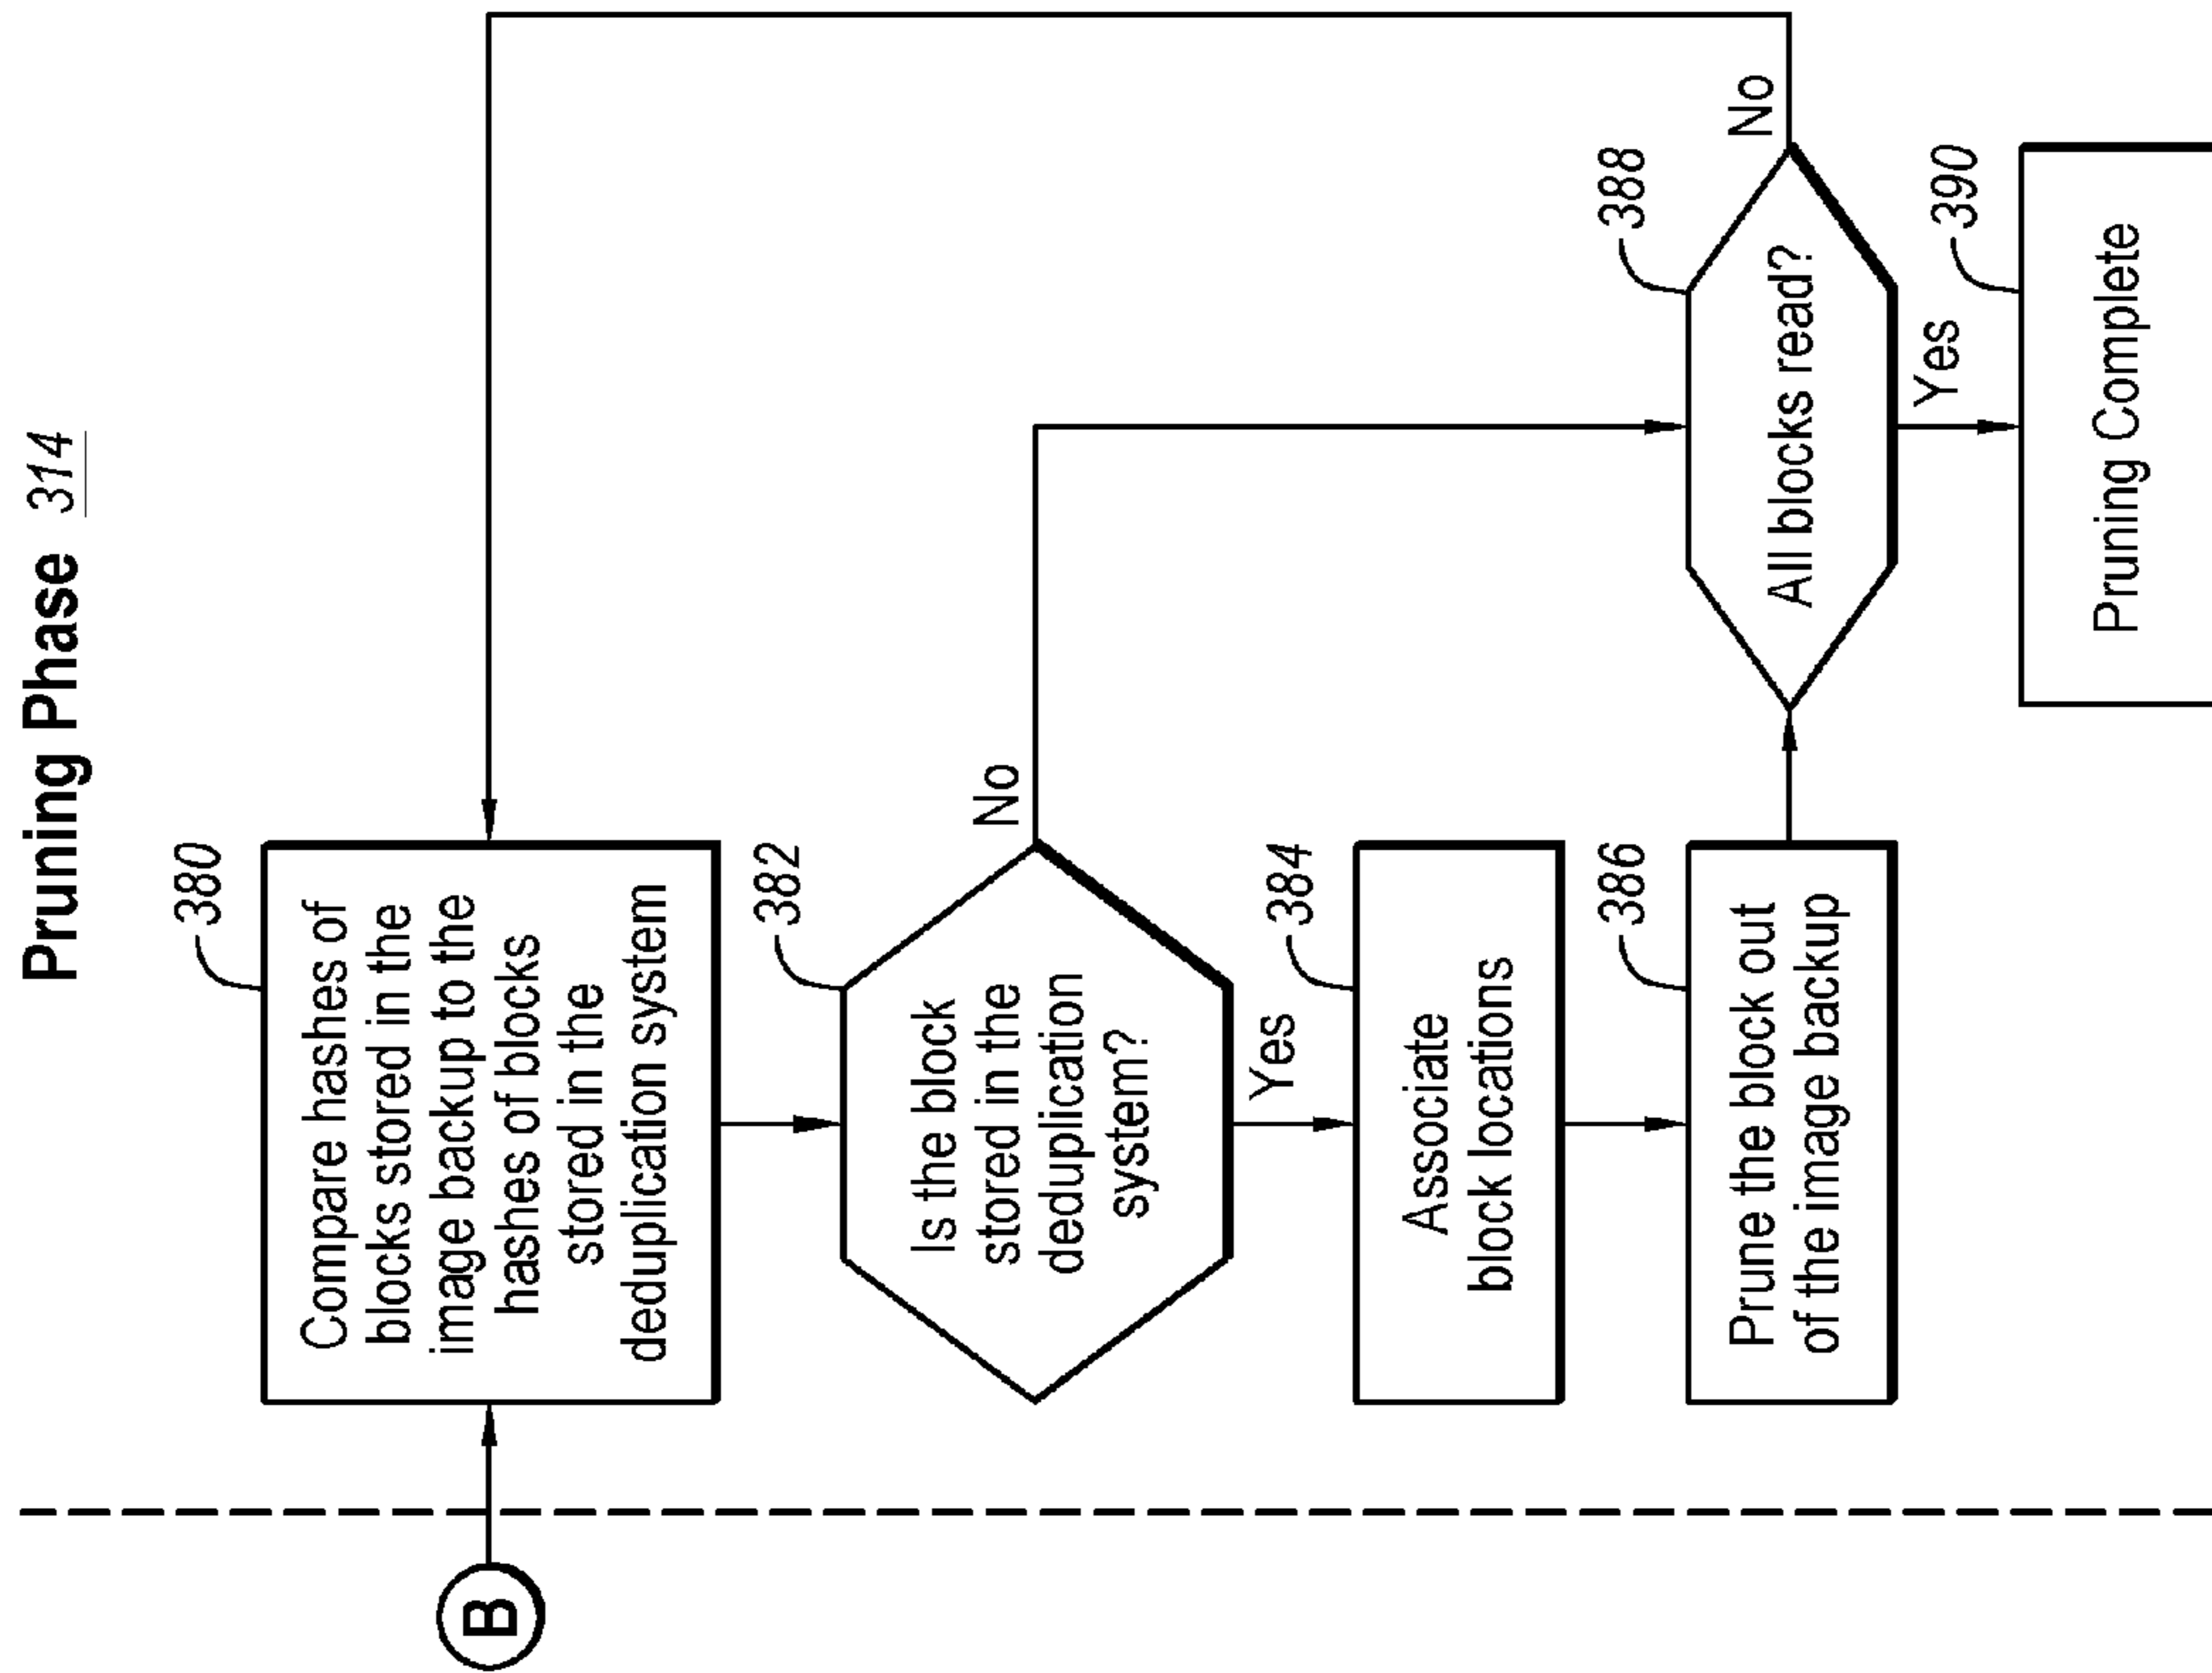 Pruning Phase 314
B
380
Compare hashes of
blocks stored in the
image backup to the
hashes of blocks
stored in the
deduplication system
382
Is the block
stored in the
deduplication
system?
No
Yes
384
Associate
block locations
386
Prune the block out
of the image backup
388
All blocks read?
No
Yes
390
Pruning Complete